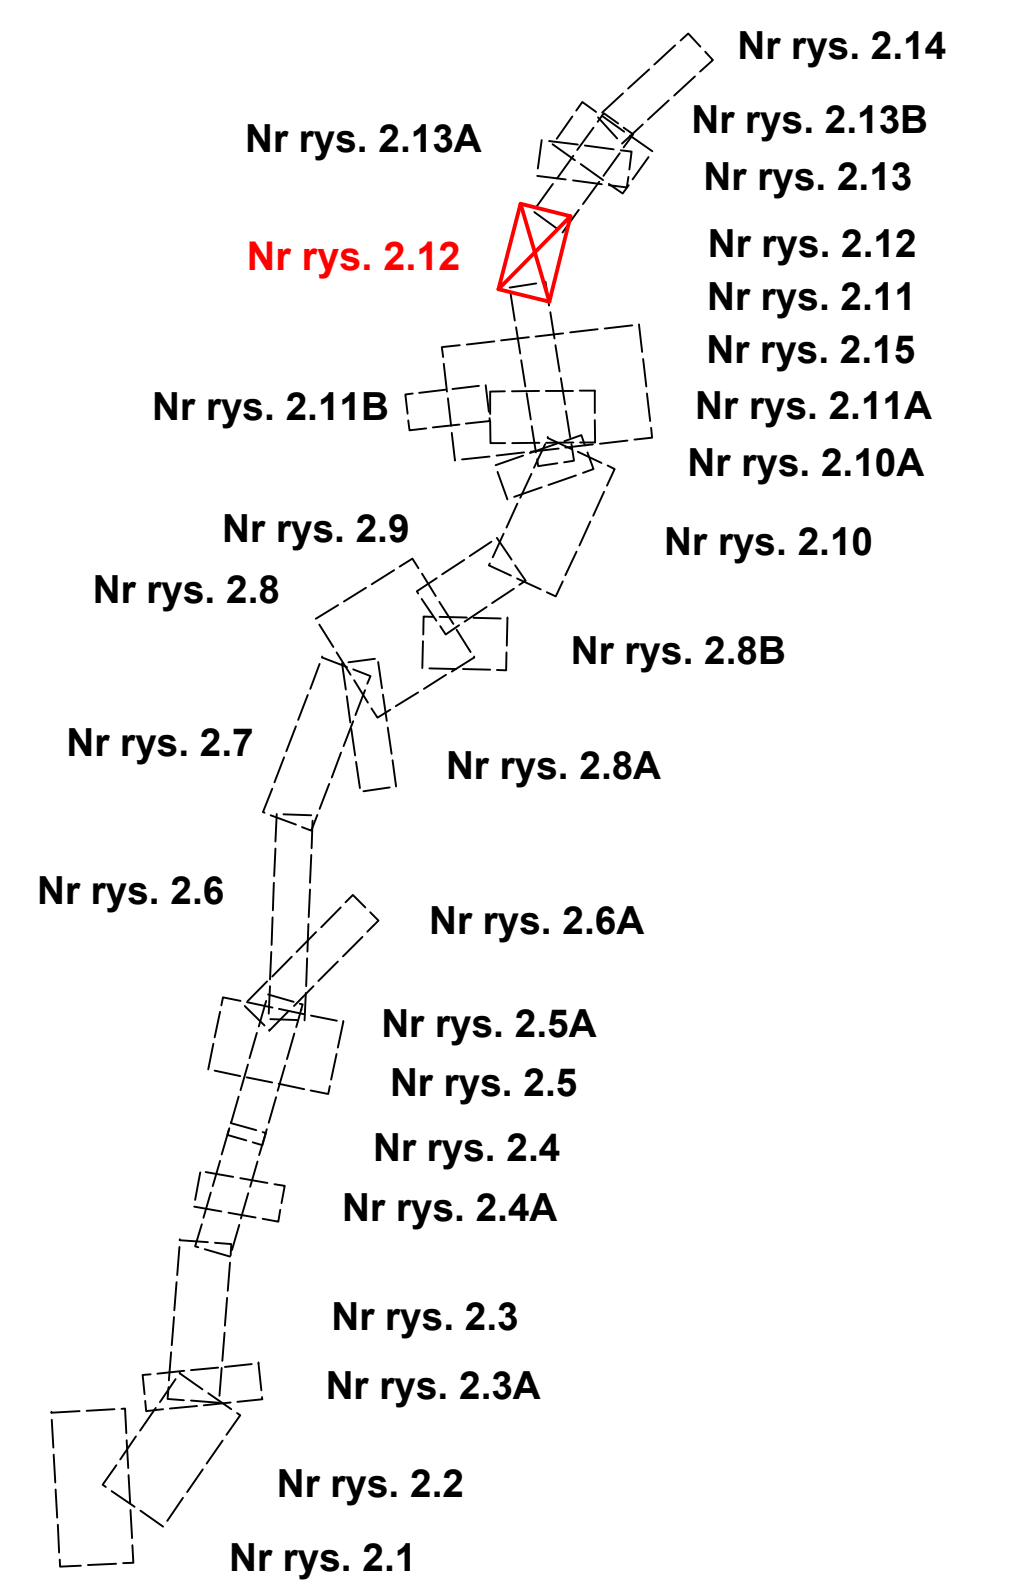 Nr rys. 2.14
Nr rys. 2.13B
Nr rys. 2.13A
Nr rys. 2.13
Nr rys. 2.12
Nr rys. 2.12
Nr rys. 2.11
Nr rys. 2.15
Nr rys. 2.11B
Nr rys. 2.11A
Nr rys. 2.10A
Nr rys. 2.9
Nr rys. 2.10
Nr rys. 2.8
Nr rys. 2.8B
Nr rys. 2.7
Nr rys. 2.8A
Nr rys. 2.6
Nr rys. 2.6A
Nr rys. 2.5A
Nr rys. 2.5
Nr rys. 2.4
Nr rys. 2.4A
Nr rys. 2.3
Nr rys. 2.3A
Nr rys. 2.2
Nr rys. 2.1